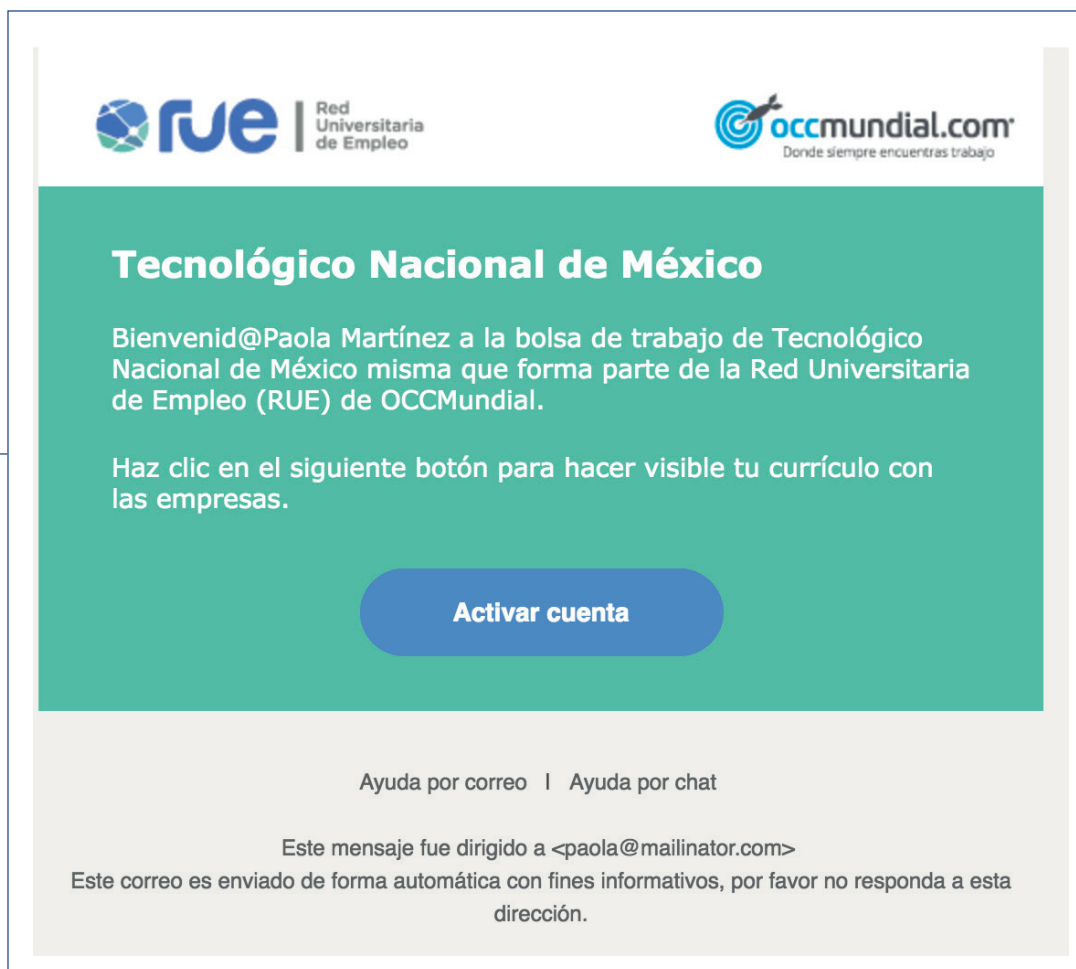 rue
Red
Universitaria
de Empleo
occmundial.com
Donde siempre encuentras trabajo
Tecnológico Nacional de México
Bienvenid@Paola Martínez a la bolsa de trabajo de Tecnológico
Nacional de México misma que forma parte de la Red Universitaria
de Empleo (RUE) de OCCMundial.
Haz clic en el siguiente botón para hacer visible tu currículo con
las empresas.
Activar cuenta
Ayuda por correo I Ayuda por chat
Este mensaje fue dirigido a <paola@mailinator.com>
Este correo es enviado de forma automática con fines informativos, por favor no responda a esta
dirección.